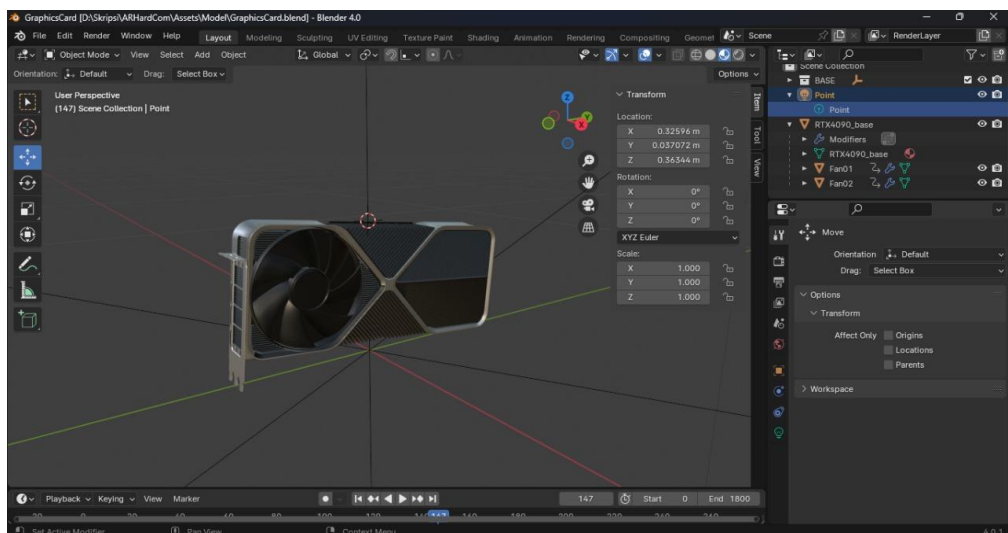 GraphicsCard [D:\Skripsi\ARHardCom\Assets\Model\GraphicsCard.blend] - Blender 4.0
File Edit Render Window Help Layout Modeling Sculpting UV Editing Texture Paint Shading Animation Rendering Compositing Geomet Scene RenderLayer
Object Mode View Select Add Object Global
Orientation: Default Drag: Select Box Options
User Perspective
(147) Scene Collection | Point
Transform
Location:
X 0.32596 m
Y 0.037072 m
Z 0.36344 m
Rotation:
X 0°
Y 0°
Z 0°
XYZ Euler
Scale:
X 1.000
Y 1.000
Z 1.000
Item
Tool
View
Z
Y
X
Scene Collection
BASE
Point
Point
RTX4090_base
Modifiers
RTX4090_base
Fan01
Fan02
Move
Orientation Default
Drag: Select Box
Options
Transform
Affect Only Origins
Locations
Parents
Workspace
Playback Keying View Marker 147 Start 0 End 1800
147
Set Active Modifier Pan View Context Menu 4.0.1